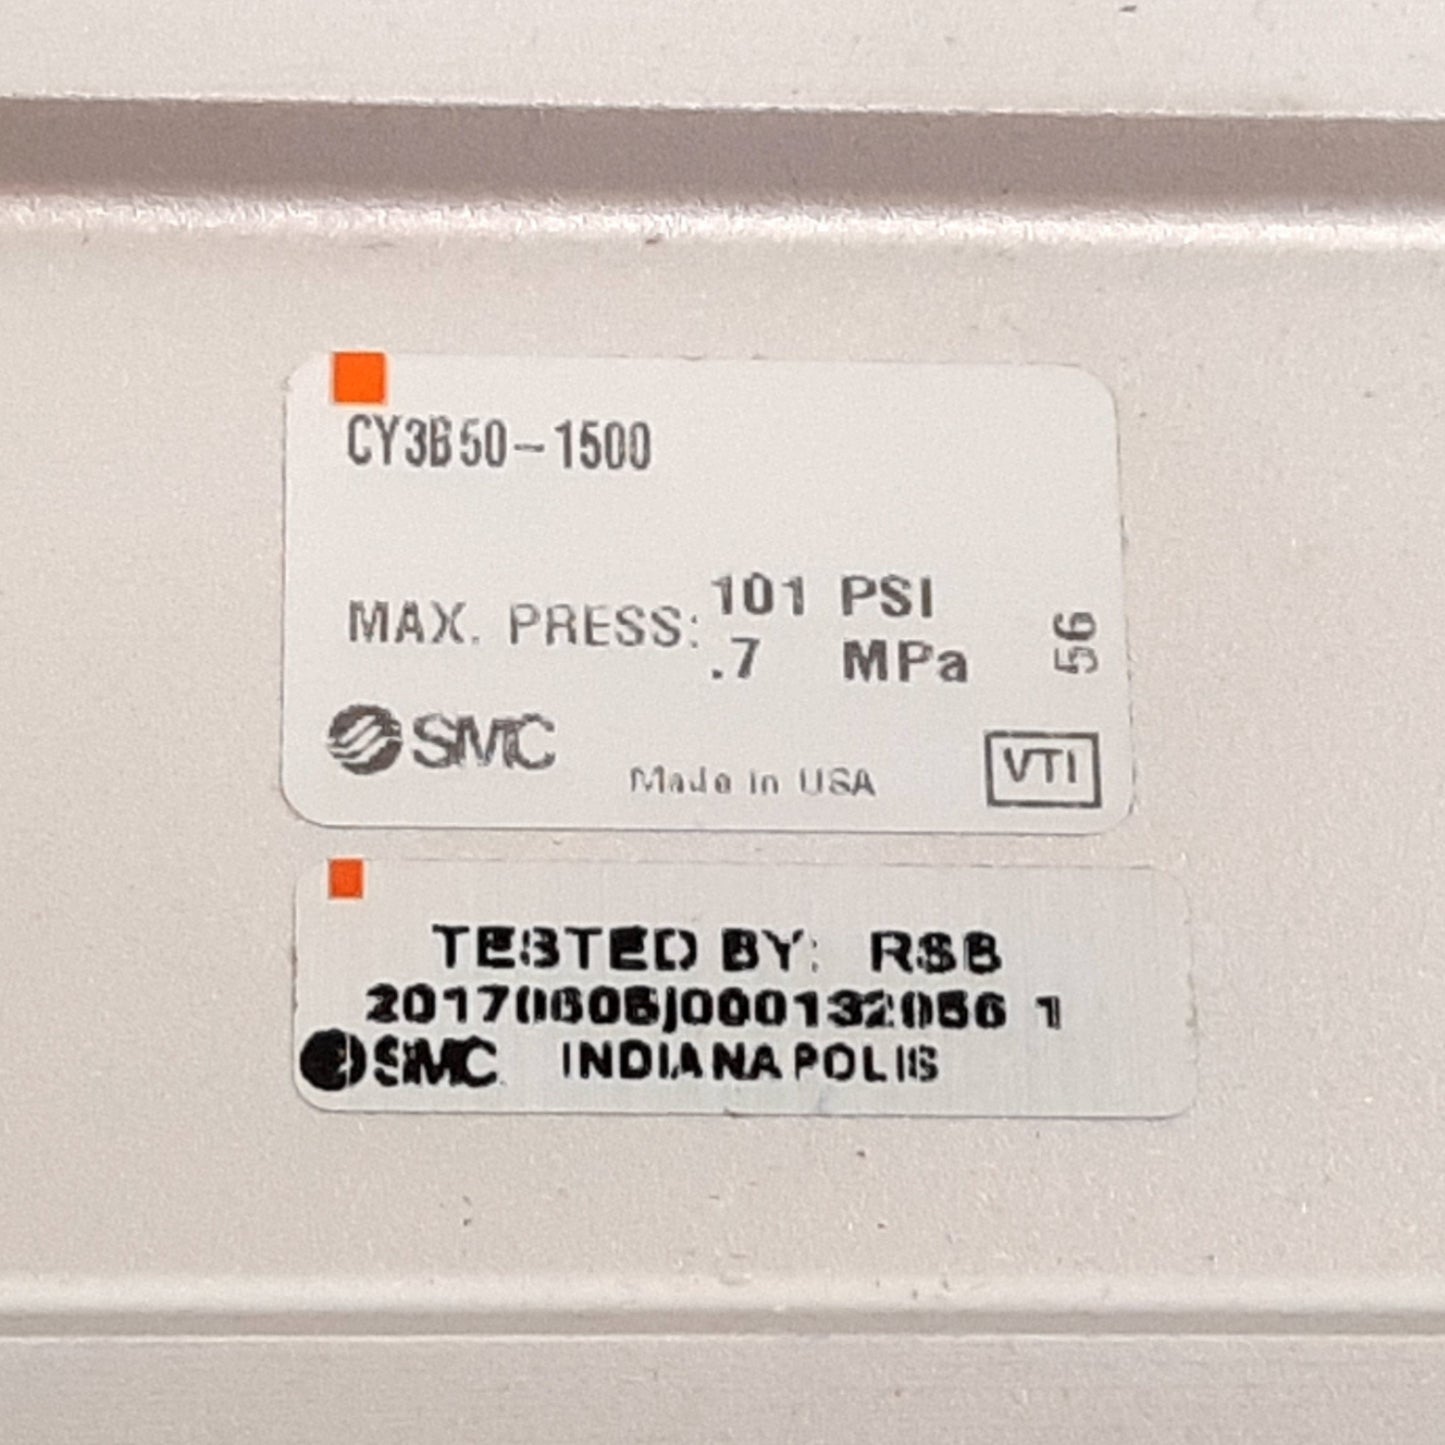 CY3B50-1500
MAX. PRESS: 101 PSI
.7 MPa
56
SMC
Made in USA
VTI
TESTED BY: RSB
1
SMC INDIANAPOLIS